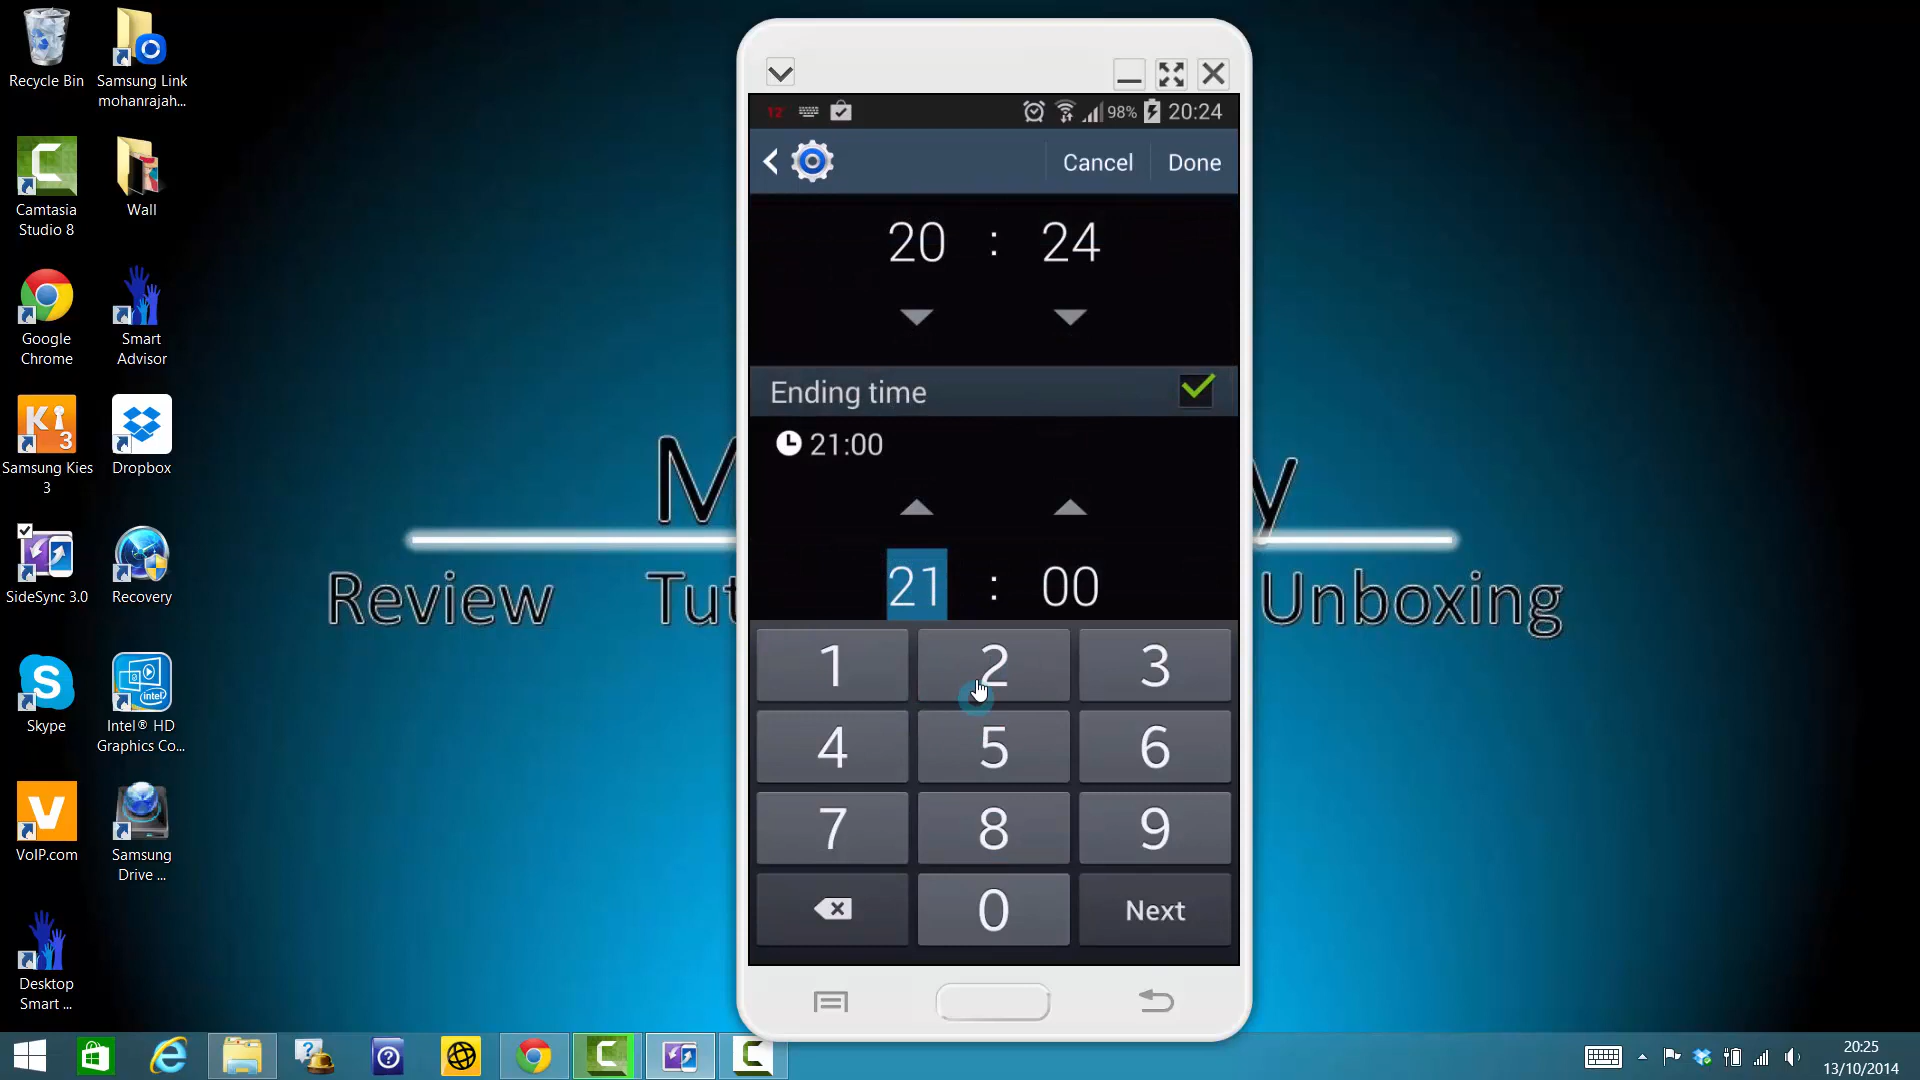 Recycle Bin
Samsung Link
mohanrajah...
Camtasia
Studio 8
Wall
Google
Chrome
Smart
Advisor
Samsung Kies
3
Dropbox
SideSync 3.0
Recovery
Skype
Intel® HD
Graphics Co...
VoIP.com
Samsung
Drive ...
Desktop
Smart ...
Review
Unboxing
12
98%
20:24
Cancel
Done
20 : 24
Ending time
21:00
21 : 00
1 2 3
4 5 6
7 8 9
0 Next
20:25
13/10/2014